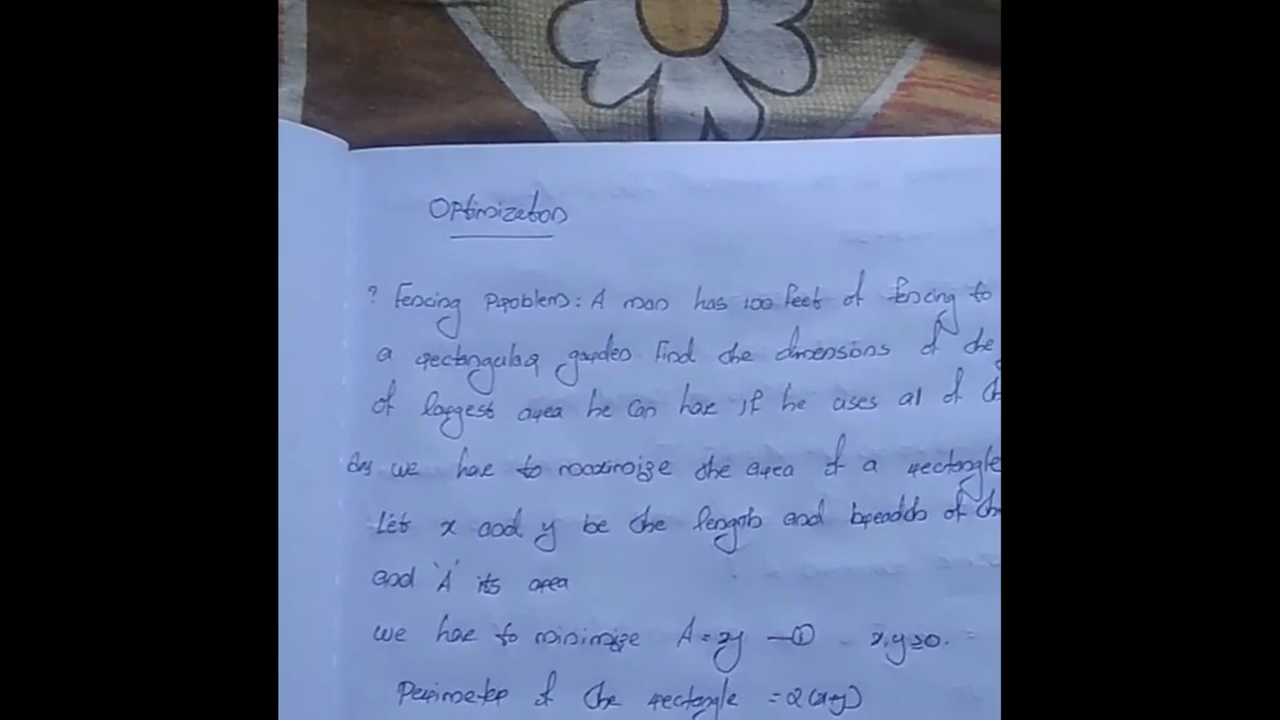 Optimization
? Fencing Problem: A man has 100 feet of fencing to
a rectangular garden Find the dimensions of the
of largest area he can have if he uses all of
Ans we have to maximize the area of a rectangle
Let x and y be the length and breadth of the
and 'A' its area
we have to minimize A = xy —① x,y≥0.
Perimeter of the rectangle = 2(x+y)